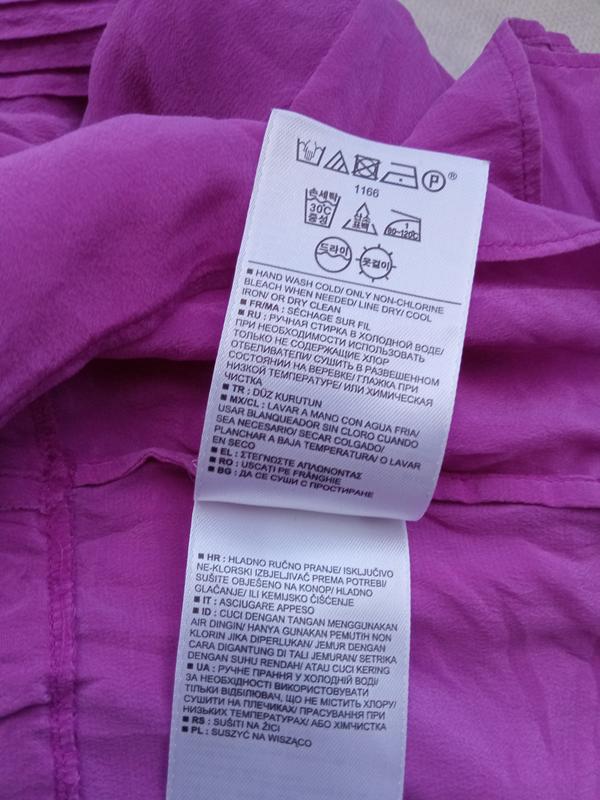 P ®
1166
손세탁
30℃
중성
산소
표백
1
80~120℃
드라이
옷걸이
■ HAND WASH COLD/ ONLY NON-CHLORINE
BLEACH WHEN NEEDED/ LINE DRY/ COOL
IRON/ OR DRY CLEAN
■ FR/MA : SÉCHAGE SUR FIL
■ RU : РУЧНАЯ СТИРКА В ХОЛОДНОЙ ВОДЕ/
ПРИ НЕОБХОДИМОСТИ ИСПОЛЬЗОВАТЬ
ТОЛЬКО НЕ СОДЕРЖАЩИЕ ХЛОР
ОТБЕЛИВАТЕЛИ/ СУШИТЬ В РАЗВЕШЕННОМ
СОСТОЯНИИ НА ВЕРЕВКЕ/ ГЛАЖКА ПРИ
НИЗКОЙ ТЕМПЕРАТУРЕ/ ИЛИ ХИМИЧЕСКАЯ
ЧИСТКА
■ TR : DÜZ KURUTUN
■ MX/CL : LAVAR A MANO CON AGUA FRIA/
USAR BLANQUEADOR SIN CLORO CUANDO
SEA NECESARIO/ SECAR COLGADO/
PLANCHAR A BAJA TEMPERATURA/ O LAVAR
EN SECO
■ EL : ΣΤΕΓΝΩΣΤΕ ΑΠΛΩΝΟΝΤΑΣ
■ RO : USCAŢI PE FRÂNGHIE
■ BG : ДА СЕ СУШИ С ПРОСТИРАНЕ
■ HR : HLADNO RUČNO PRANJE/ ISKLJUČIVO
NE-KLORSKI IZBJELJIVAČ PREMA POTREBI/
SUŠITE OBJEŠENO NA KONOP/ HLADNO
GLAČANJE/ ILI KEMIJSKO ČIŠĆENJE
■ IT : ASCIUGARE APPESO
■ ID : CUCI DENGAN TANGAN MENGGUNAKAN
AIR DINGIN/ HANYA GUNAKAN PEMUTIH NON
KLORIN JIKA DIPERLUKAN/ JEMUR DENGAN
CARA DIGANTUNG DI TALI JEMURAN/ SETRIKA
DENGAN SUHU RENDAH/ ATAU CUCI KERING
■ UA : РУЧНЕ ПРАННЯ У ХОЛОДНІЙ ВОДІ/
ЗА НЕОБХІДНОСТІ ВИКОРИСТОВУВАТИ
ТІЛЬКИ ВІДБІЛЮВАЧ, ЩО НЕ МІСТИТЬ ХЛОРУ/
СУШИТИ НА ПЛЕЧИКАХ/ ПРАСУВАННЯ ПРИ
НИЗЬКИХ ТЕМПЕРАТУРАХ/ АБО ХІМЧИСТКА
■ RS : SUŠITI NA ŽICI
■ PL : SUSZYĆ NA WISZĄCO